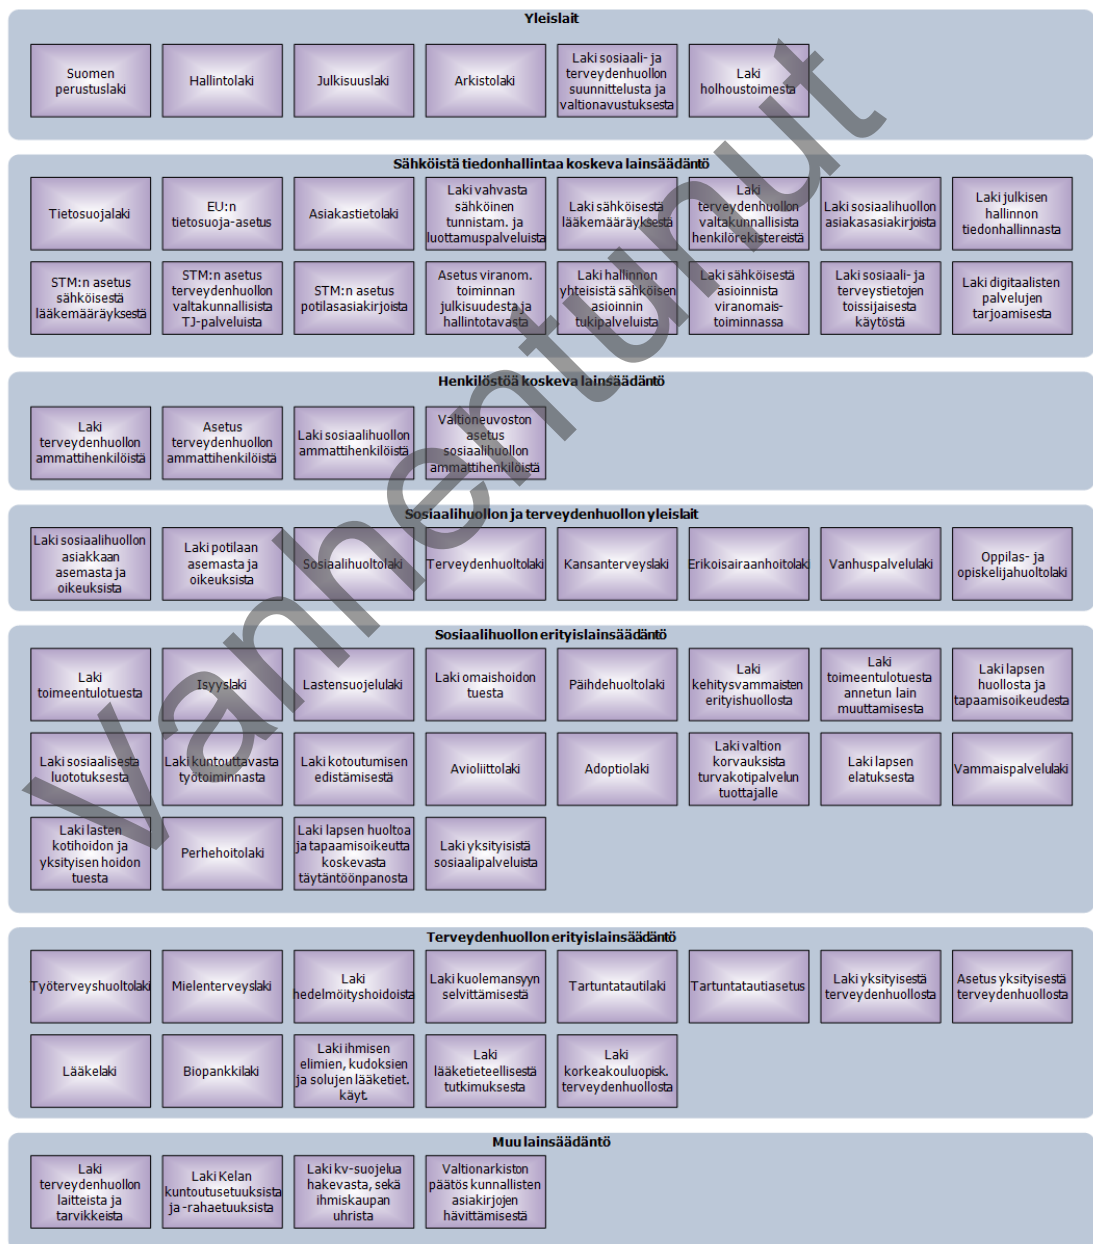 Yleislait
Suomen
perustuslaki
Hallintolaki
Julkisuuslaki
Arkistolaki
Laki sosiaali- ja
terveydenhuollon
suunnittelusta ja
valtionavustuksesta
Laki
holhoustoimesta
Sähköistä tiedonhallintaa koskeva lainsäädäntö
Tietosuojalaki
EU:n
tietosuoja-asetus
Asiakastietolaki
Laki vahvasta
sähköinen
tunnistam. ja
luottamuspalveluista
Laki sähköisestä
lääkemääräyksestä
Laki
terveydenhuollon
valtakunnallisista
henkilörekistereistä
Laki sosiaalihuollon
asiakasasiakirjoista
Laki julkisen
hallinnon
tiedonhallinnasta
STM:n asetus
sähköisestä
lääkemääräyksestä
STM:n asetus
terveydenhuollon
valtakunnallisista
TJ-palveluista
STM:n asetus
potilasasiakirjoista
Asetus viranom.
toiminnan
julkisuudesta ja
hallintotavasta
Laki hallinnon
yhteisistä sähköisen
asioinnin
tukipalveluista
Laki sähköisestä
asioinnista
viranomais-
toiminnassa
Laki sosiaali- ja
terveystietojen
toissijaisesta
käytöstä
Laki digitaalisten
palvelujen
tarjoamisesta
Henkilöstöä koskeva lainsäädäntö
Laki
terveydenhuollon
ammattihenkilöistä
Asetus
terveydenhuollon
ammattihenkilöistä
Laki sosiaalihuollon
ammattihenkilöistä
Valtioneuvoston
asetus
sosiaalihuollon
ammattihenkilöistä
Sosiaalihuollon ja terveydenhuollon yleislait
Laki sosiaalihuollon
asiakkaan
asemasta ja
oikeuksista
Laki potilaan
asemasta ja
oikeuksista
Sosiaalihuoltolaki
Terveydenhuoltolaki
Kansanterveyslaki
Erikoisairaanhoitolaki
Vanhuspalvelulaki
Oppilas- ja
opiskelijahuoltolaki
Sosiaalihuollon erityislainsäädäntö
Laki
toimeentulotuesta
Isyyslaki
Lastensuojelulaki
Laki omaishoidon
tuesta
Päihdehuoltolaki
Laki
kehitysvammaisten
erityishuollosta
Laki
toimeentulotuesta
annetun lain
muuttamisesta
Laki lapsen
huollosta ja
tapaamisoikeudesta
Laki sosiaalisesta
luototuksesta
Laki kuntouttavasta
työtoiminnasta
Laki kotoutumisen
edistämisestä
Avioliittolaki
Adoptiolaki
Laki valtion
korvauksista
turvakotipalvelun
tuottajalle
Laki lapsen
elatuksesta
Vammaispalvelulaki
Laki lasten
kotihoidon ja
yksityisen hoidon
tuesta
Perhehoitolaki
Laki lapsen huoltoa
ja tapaamisoikeutta
koskevasta
täytäntöönpanosta
Laki yksityisistä
sosiaalipalveluista
Terveydenhuollon erityislainsäädäntö
Työterveyshuoltolaki
Mielenterveyslaki
Laki
hedelmöityshoidoista
Laki kuolemansyyn
selvittämisestä
Tartuntatautilaki
Tartuntatautiasetus
Laki yksityisestä
terveydenhuollosta
Asetus yksityisestä
terveydenhuollosta
Lääkelaki
Biopankkilaki
Laki ihmisen
elimien, kudoksien
ja solujen lääketiet.
käyt.
Laki
lääketieteellisestä
tutkimuksesta
Laki
korkeakouluopisk.
terveydenhuollosta
Muu lainsäädäntö
Laki
terveydenhuollon
laitteista ja
tarvikkeista
Laki Kelan
kuntoutusetuuksista
ja -rahaetuuksista
Laki kv-suojelua
hakevasta, sekä
ihmiskaupan
uhrista
Valtionarkiston
päätös kunnallisten
asiakirjojen
hävittämisestä
Vanhentunut